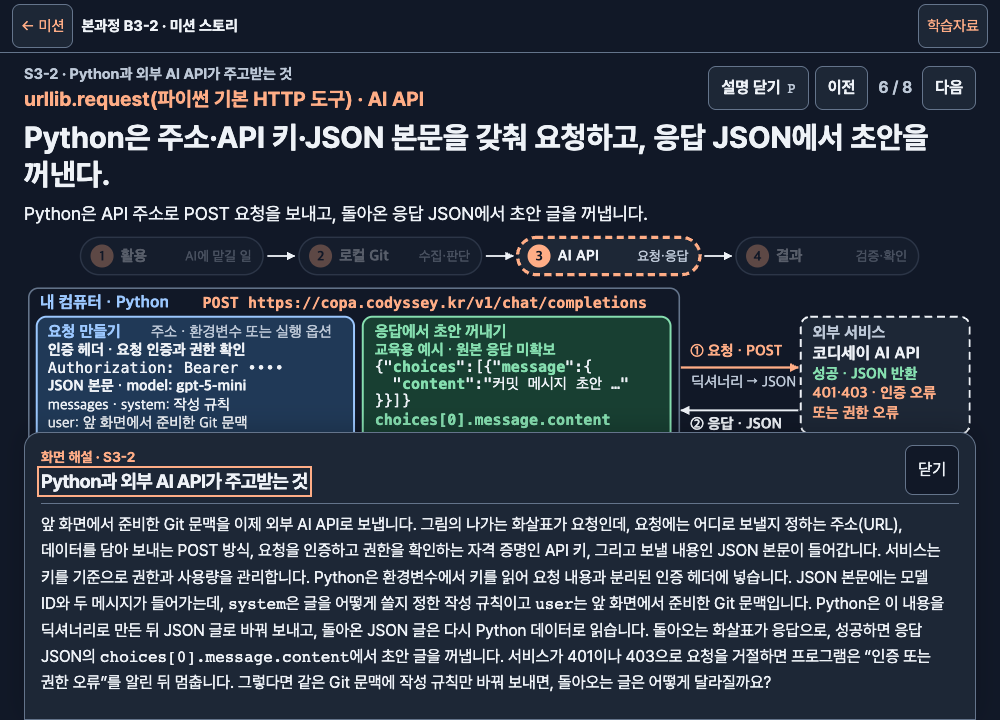 ← 미션
본과정 B3-2 · 미션 스토리
학습자료
S3-2 · Python과 외부 AI API가 주고받는 것
urllib.request(파이썬 기본 HTTP 도구) · AI API
설명 닫기 P
이전
6 / 8
다음
Python은 주소·API 키·JSON 본문을 갖춰 요청하고, 응답 JSON에서 초안을
꺼낸다.
Python은 API 주소로 POST 요청을 보내고, 돌아온 응답 JSON에서 초안 글을 꺼냅니다.
1 활용 AI에 맡길 일
2 로컬 Git 수집·판단
3 AI API 요청·응답
4 결과 검증·확인
내 컴퓨터 · Python POST https://copa.codyssey.kr/v1/chat/completions
요청 만들기 주소 · 환경변수 또는 실행 옵션
인증 헤더 · 요청 인증과 권한 확인
Authorization: Bearer ••••
JSON 본문 · model: gpt-5-mini
messages · system: 작성 규칙
user: 앞 화면에서 준비한 Git 문맥
응답에서 초안 꺼내기
교육용 예시 · 원본 응답 미확보
{"choices":[{"message":{
"content":"커밋 메시지 초안 …"
}}]}
choices[0].message.content
① 요청 · POST
딕셔너리 → JSON
② 응답 · JSON
외부 서비스
코디세이 AI API
성공 · JSON 반환
401·403 · 인증 오류
또는 권한 오류
화면 해설 · S3-2
Python과 외부 AI API가 주고받는 것
닫기
앞 화면에서 준비한 Git 문맥을 이제 외부 AI API로 보냅니다. 그림의 나가는 화살표가 요청인데, 요청에는 어디로 보낼지 정하는 주소(URL),
데이터를 담아 보내는 POST 방식, 요청을 인증하고 권한을 확인하는 자격 증명인 API 키, 그리고 보낼 내용인 JSON 본문이 들어갑니다. 서비스는
키를 기준으로 권한과 사용량을 관리합니다. Python은 환경변수에서 키를 읽어 요청 내용과 분리된 인증 헤더에 넣습니다. JSON 본문에는 모델
ID와 두 메시지가 들어가는데, system은 글을 어떻게 쓸지 정한 작성 규칙이고 user는 앞 화면에서 준비한 Git 문맥입니다. Python은 이 내용을
딕셔너리로 만든 뒤 JSON 글로 바꿔 보내고, 돌아온 JSON 글은 다시 Python 데이터로 읽습니다. 돌아오는 화살표가 응답으로, 성공하면 응답
JSON의 choices[0].message.content에서 초안 글을 꺼냅니다. 서비스가 401이나 403으로 요청을 거절하면 프로그램은 “인증 또는
권한 오류”를 알린 뒤 멈춥니다. 그렇다면 같은 Git 문맥에 작성 규칙만 바꿔 보내면, 돌아오는 글은 어떻게 달라질까요?